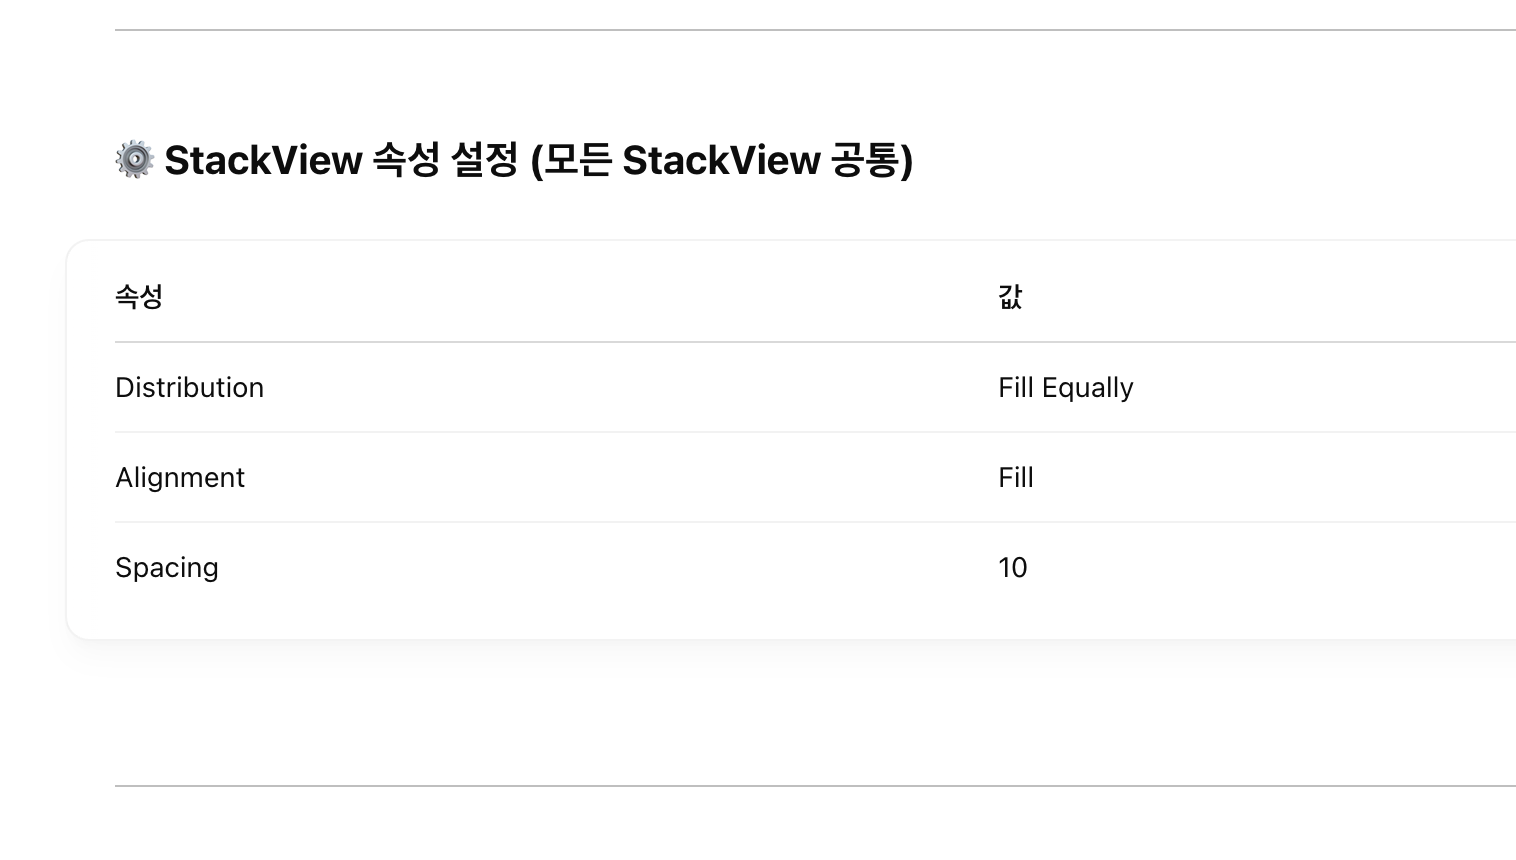 ⚙️ StackView 속성 설정 (모든 StackView 공통)
속성 값
Distribution Fill Equally
Alignment Fill
Spacing 10